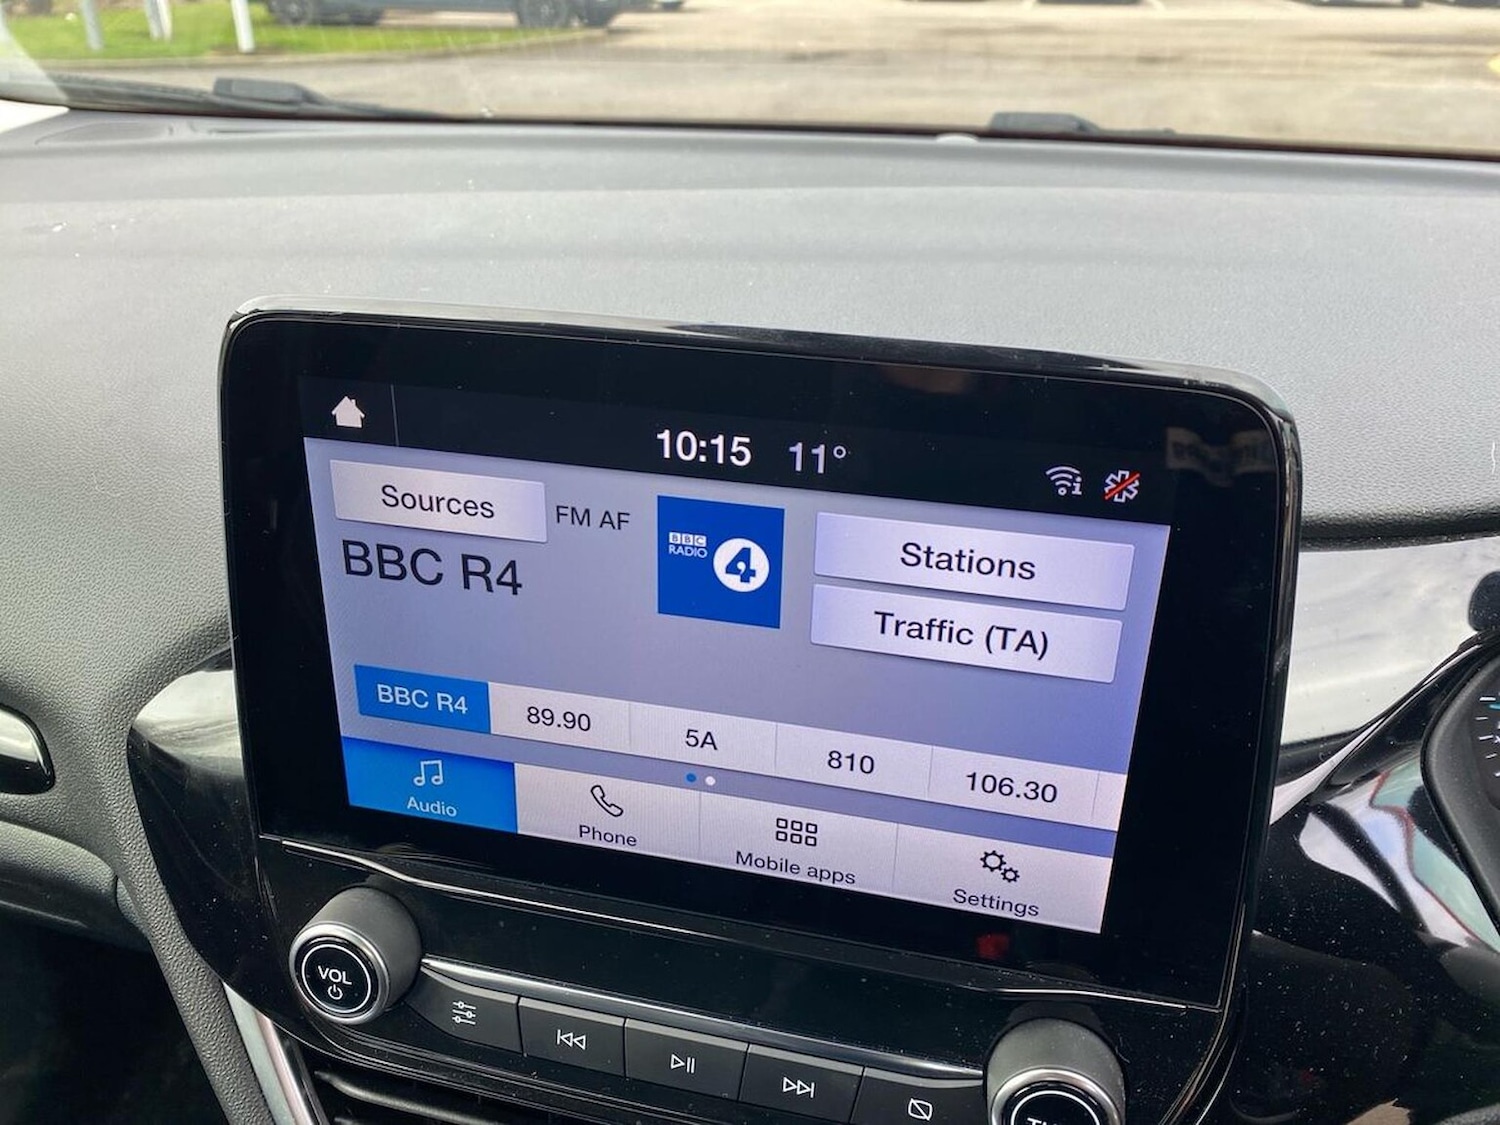 10:15 11°
i
Sources FM AF
BBC R4
BBC
RADIO
4
Stations
Traffic (TA)
BBC R4 89.90 5A 810 106.30
Audio Phone Mobile apps Settings
VOL